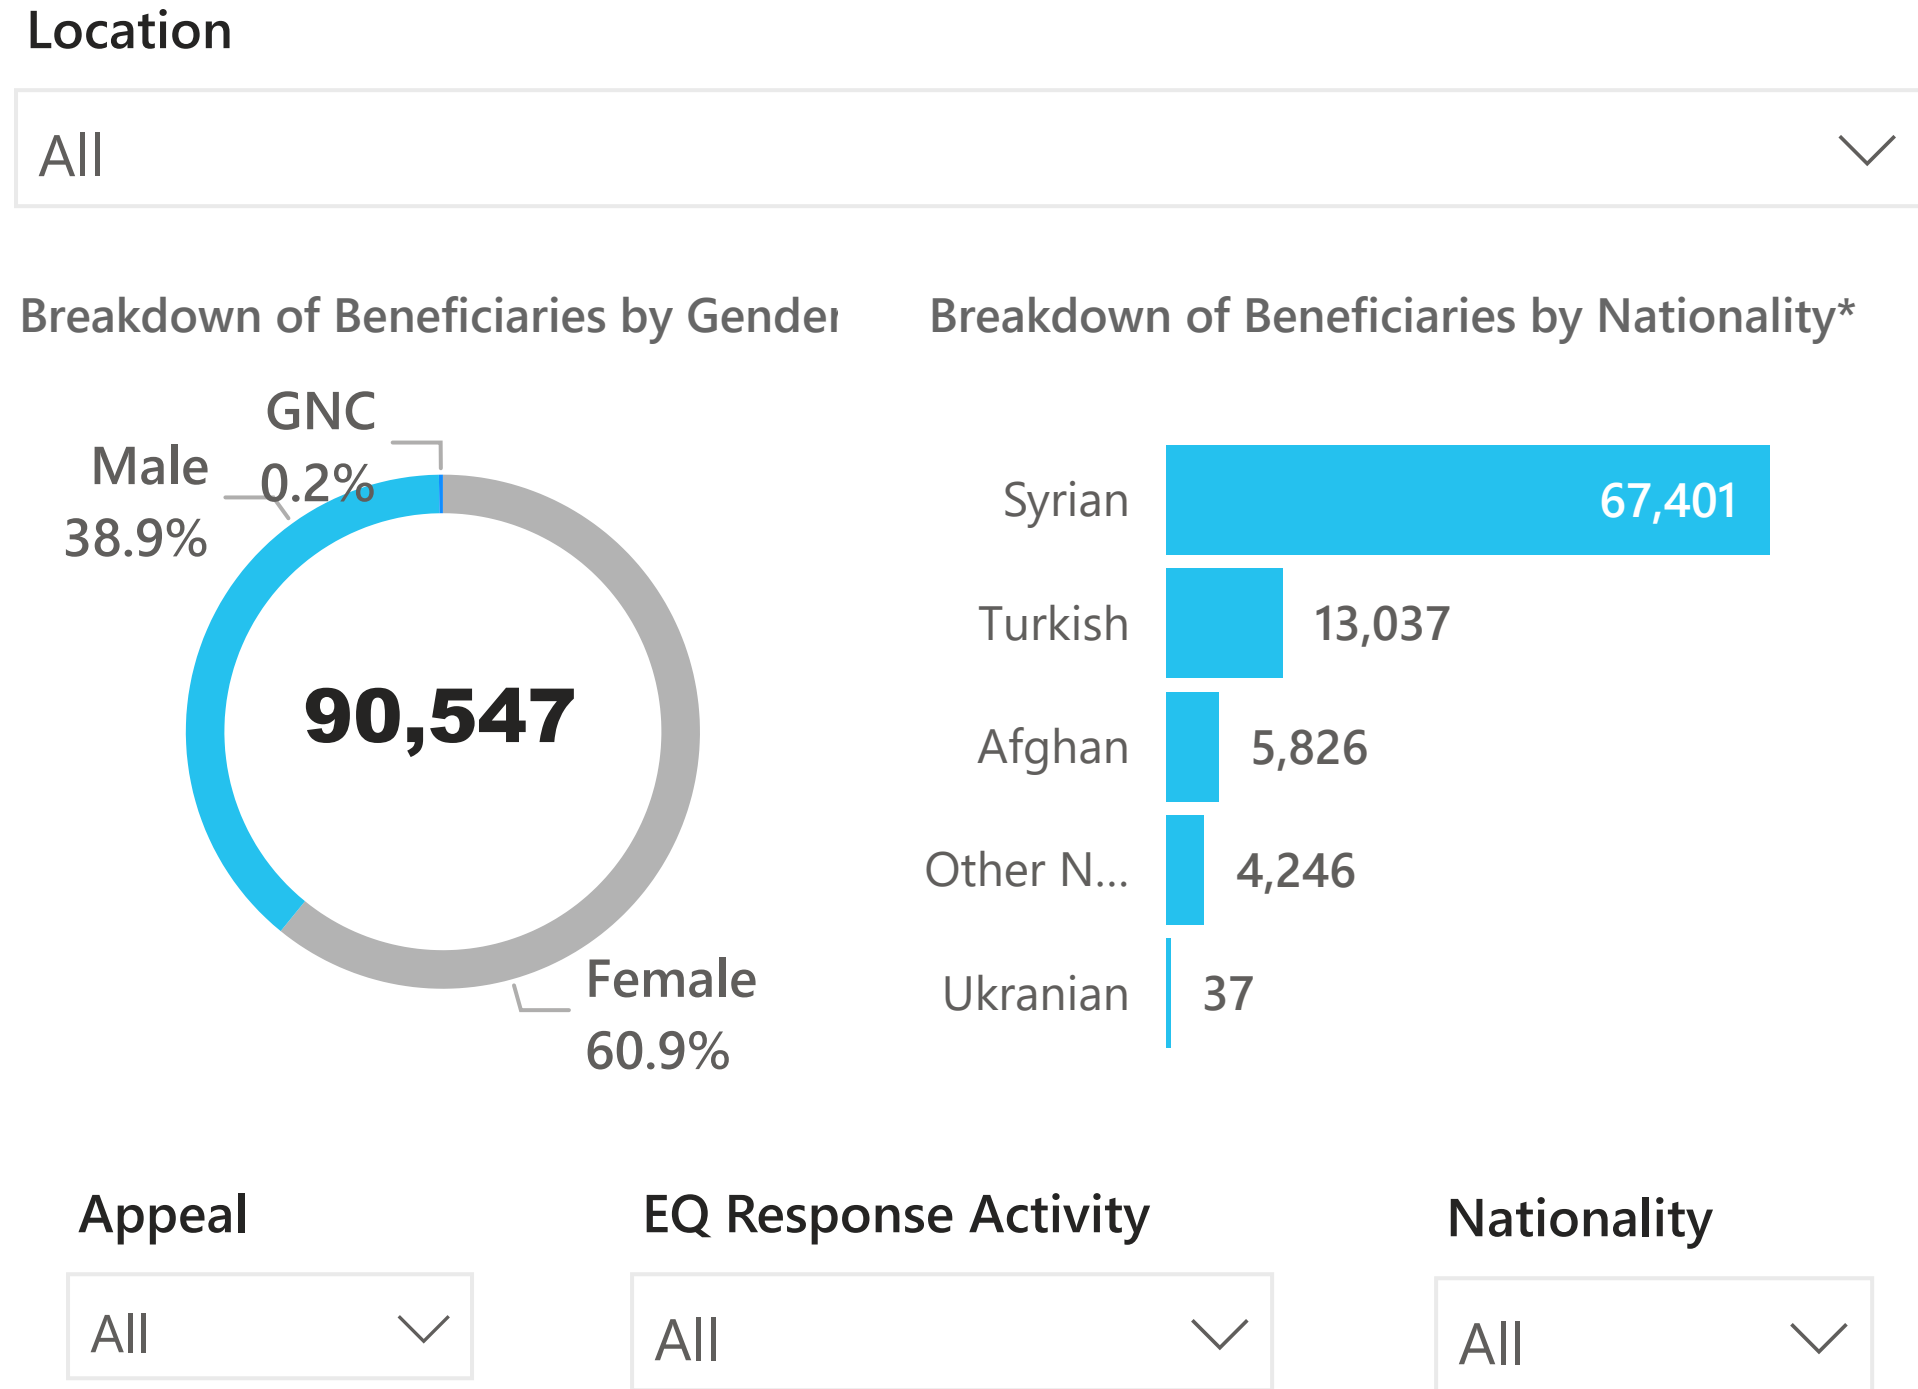 Location
All
Breakdown of Beneficiaries by Gender
GNC
0.2%
Male
38.9%
90,547
Female
60.9%
Breakdown of Beneficiaries by Nationality*
Syrian 67,401
Turkish 13,037
Afghan 5,826
Other N... 4,246
Ukranian 37
Appeal
All
EQ Response Activity
All
Nationality
All